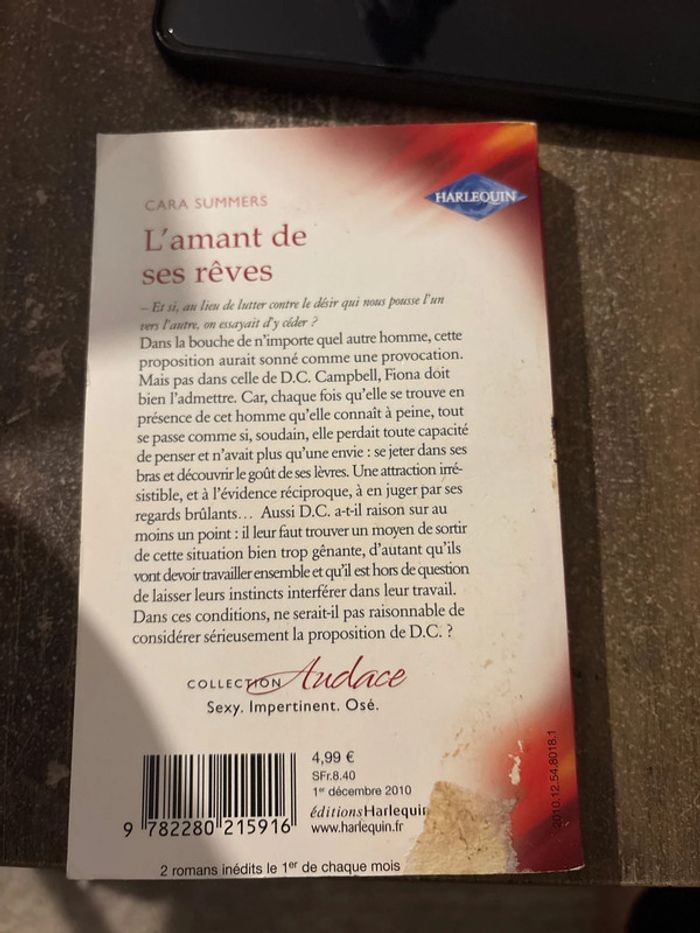 CARA SUMMERS
HARLEQUIN
L'amant de
ses rêves
– Et si, au lieu de lutter contre le désir qui nous pousse l'un
vers l'autre, on essayait d'y céder ?
Dans la bouche de n'importe quel autre homme, cette
proposition aurait sonné comme une provocation.
Mais pas dans celle de D.C. Campbell, Fiona doit
bien l'admettre. Car, chaque fois qu'elle se trouve en
présence de cet homme qu'elle connaît à peine, tout
se passe comme si, soudain, elle perdait toute capacité
de penser et n'avait plus qu'une envie : se jeter dans ses
bras et découvrir le goût de ses lèvres. Une attraction irré-
sistible, et à l'évidence réciproque, à en juger par ses
regards brûlants... Aussi D.C. a-t-il raison sur au
moins un point : il leur faut trouver un moyen de sortir
de cette situation bien trop gênante, d'autant qu'ils
vont devoir travailler ensemble et qu'il est hors de question
de laisser leurs instincts interférer dans leur travail.
Dans ces conditions, ne serait-il pas raisonnable de
considérer sérieusement la proposition de D.C. ?
COLLECTION Audace
Sexy. Impertinent. Osé.
4,99 €
SFr.8.40
1er décembre 2010
éditionsHarlequin
www.harlequin.fr
9 782280 215916
2010.12.54.8018.1
2 romans inédits le 1er de chaque mois